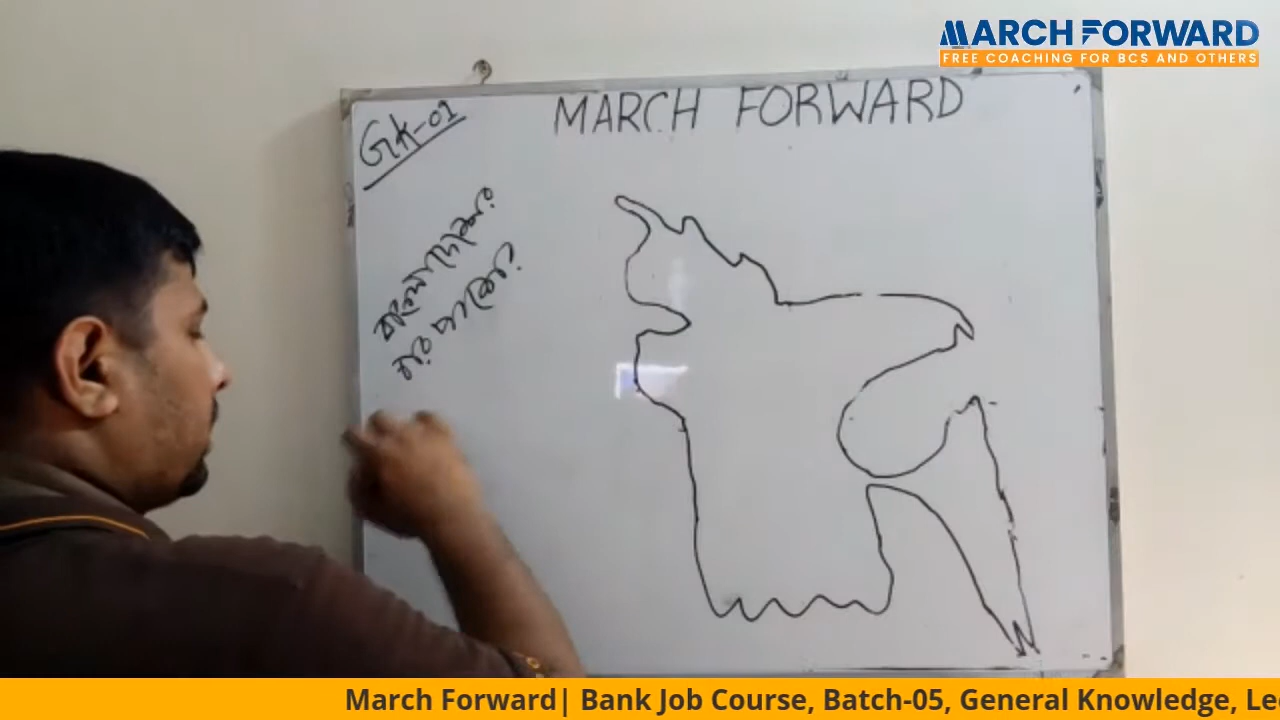 MARCH FORWARD
FREE COACHING FOR BCS AND OTHERS
MARCH FORWARD
GK-01
বাংলাদেশের
March Forward| Bank Job Course, Batch-05, General Knowledge, Le